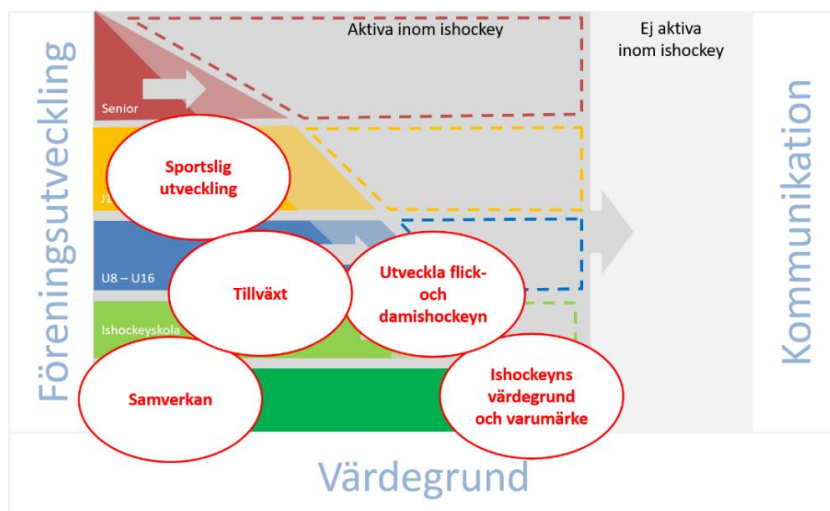 Föreningsutveckling
Aktiva inom ishockey
Ej aktiva
inom ishockey
Kommunikation
Senior
Sportslig
utveckling
U8 – U16
Tillväxt
Utveckla flick-
och
damishockeyn
Ishockeyskola
Samverkan
Ishockeyns
värdegrund
och varumärke
Värdegrund